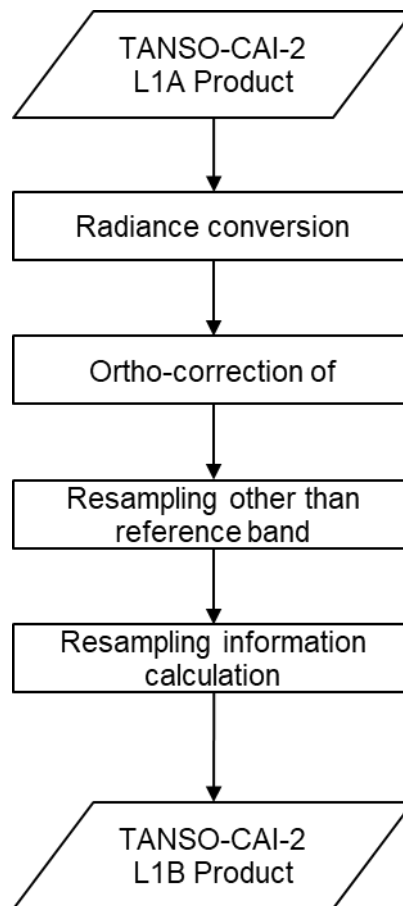 TANSO-CAI-2
L1A Product
Radiance conversion
Ortho-correction of
Resampling other than
reference band
Resampling information
calculation
TANSO-CAI-2
L1B Product